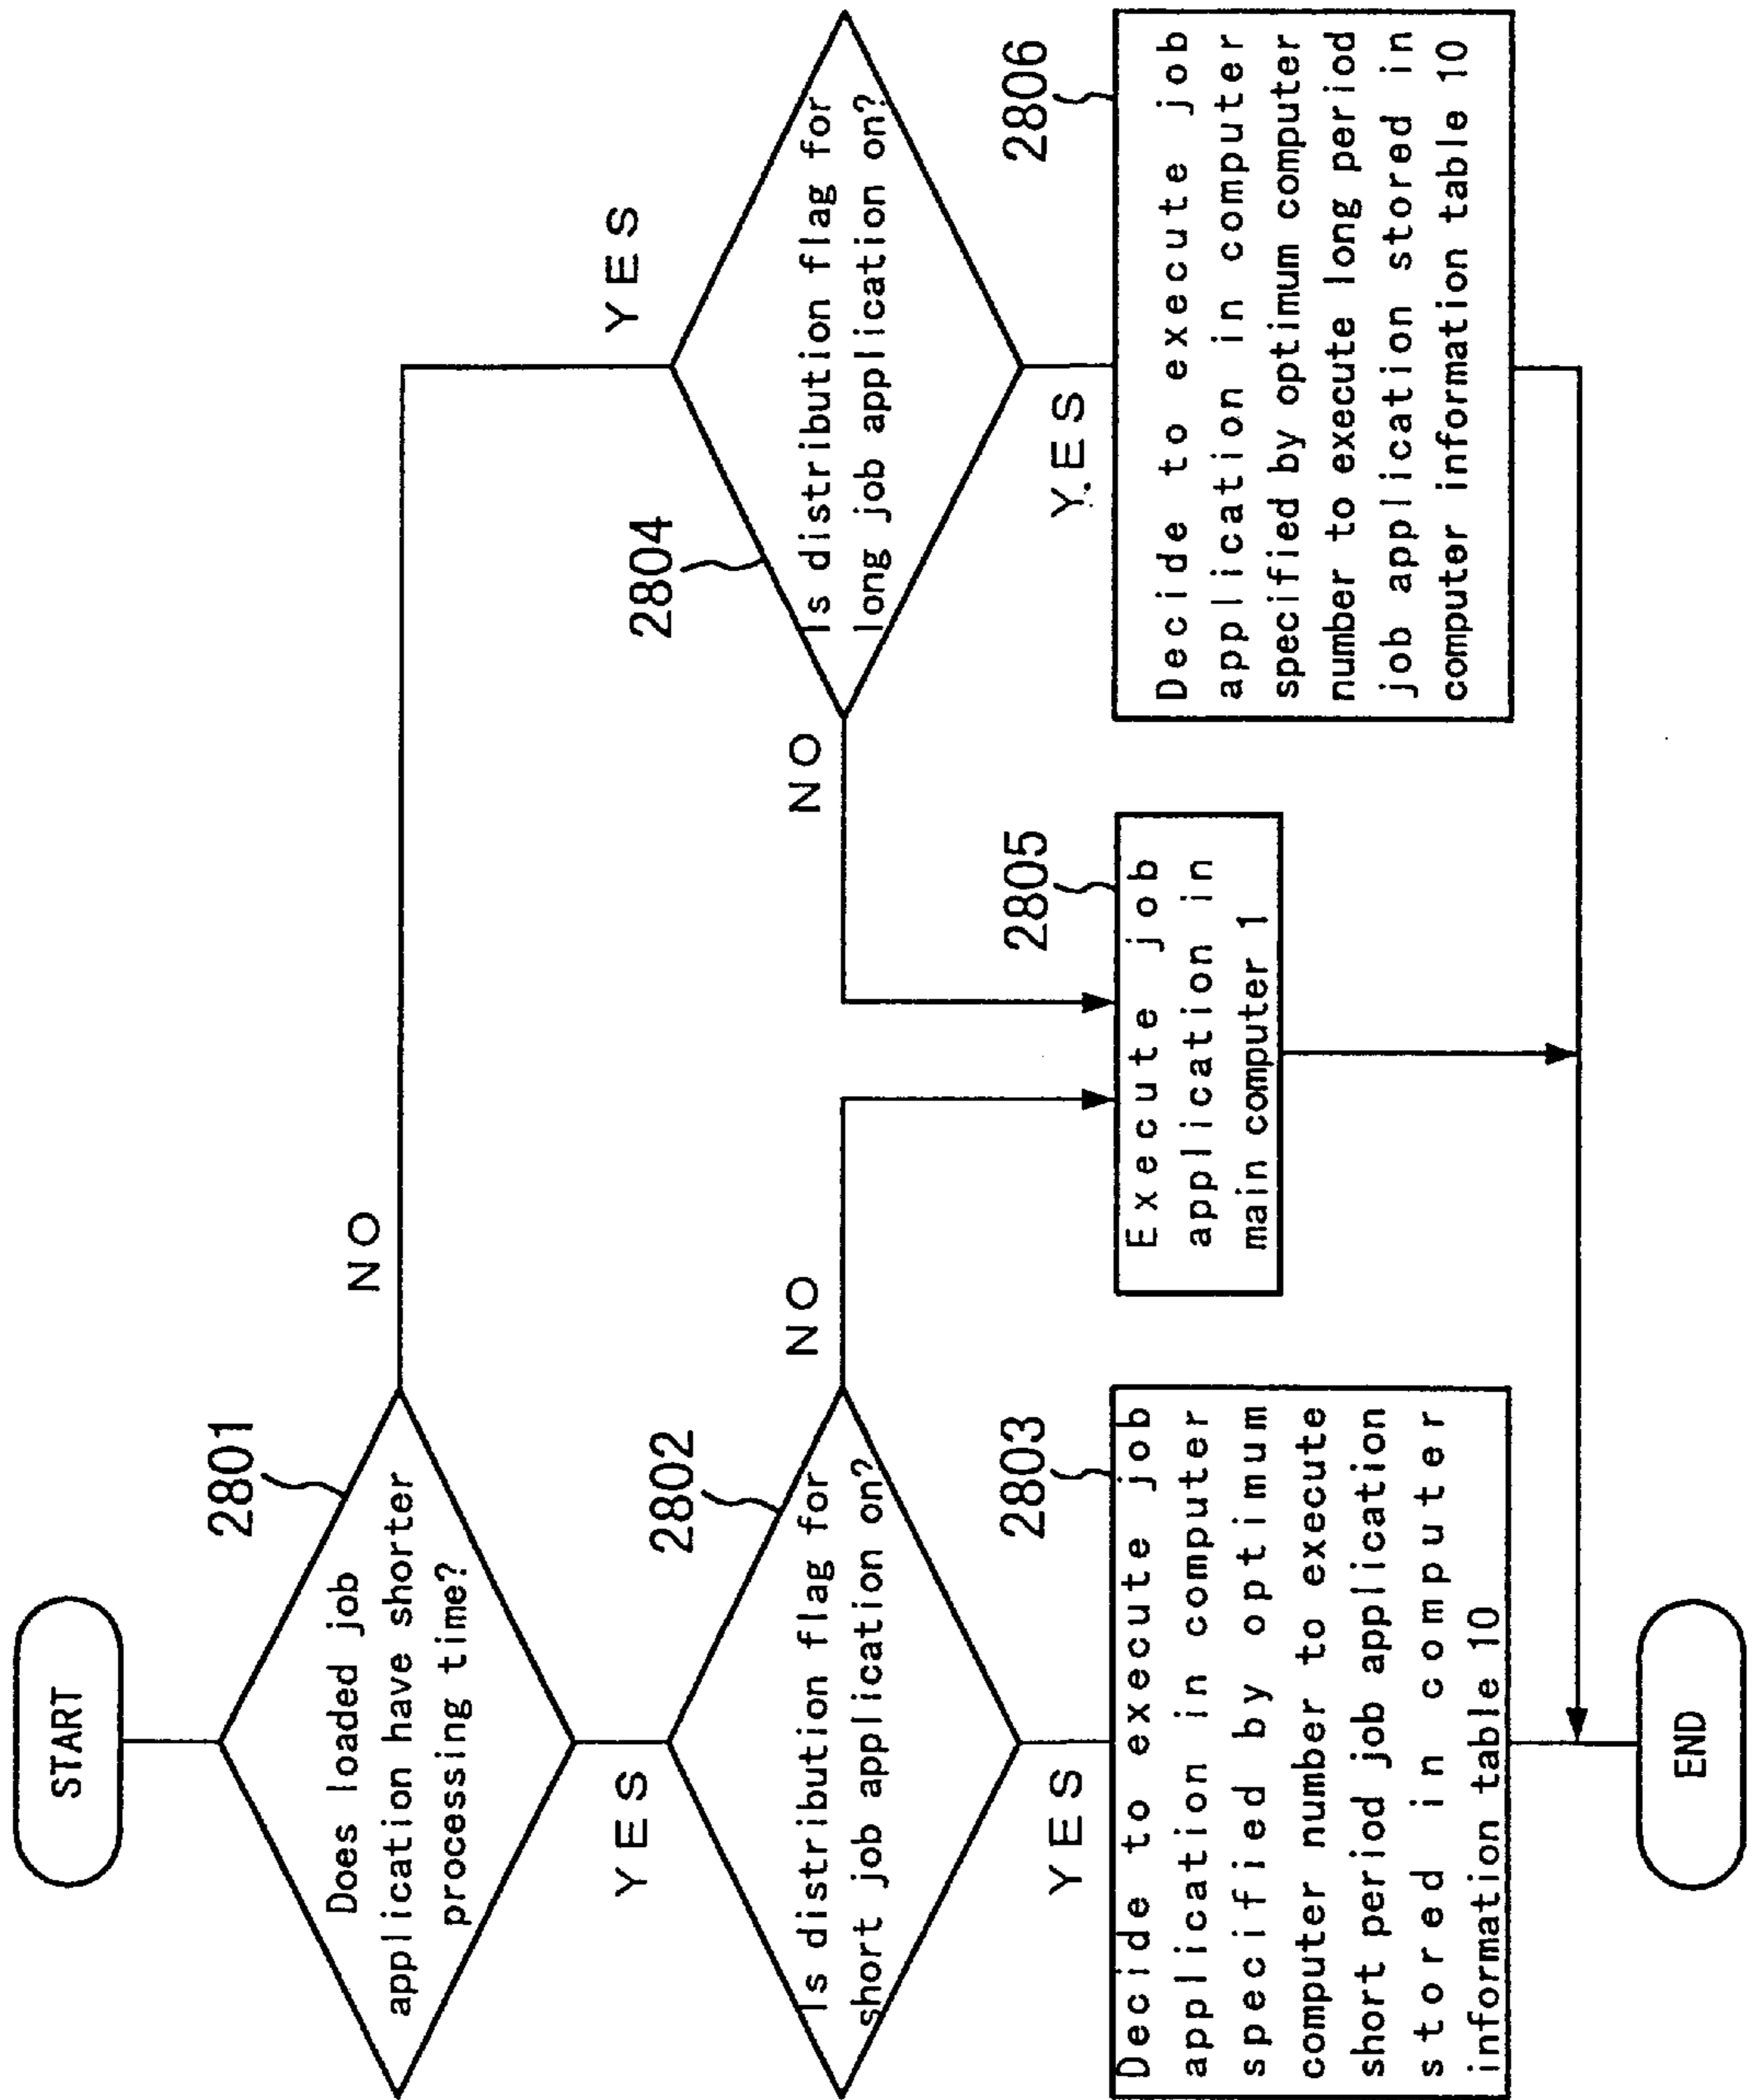 START
2801
Does loaded job
application have shorter
processing time?
NO
YES
YES
2802
Is distribution flag for
short job application on?
NO
YES
2804
Is distribution flag for
long job application on?
NO
Y.ES
2803
Decide to execute job
application in computer
specified by optimum
computer number to execute
short period job application
stored in computer
information table 10
2805
Execute job
application in
main computer 1
2806
Decide to execute job
application in computer
specified by optimum computer
number to execute long period
job application stored in
computer information table 10
END